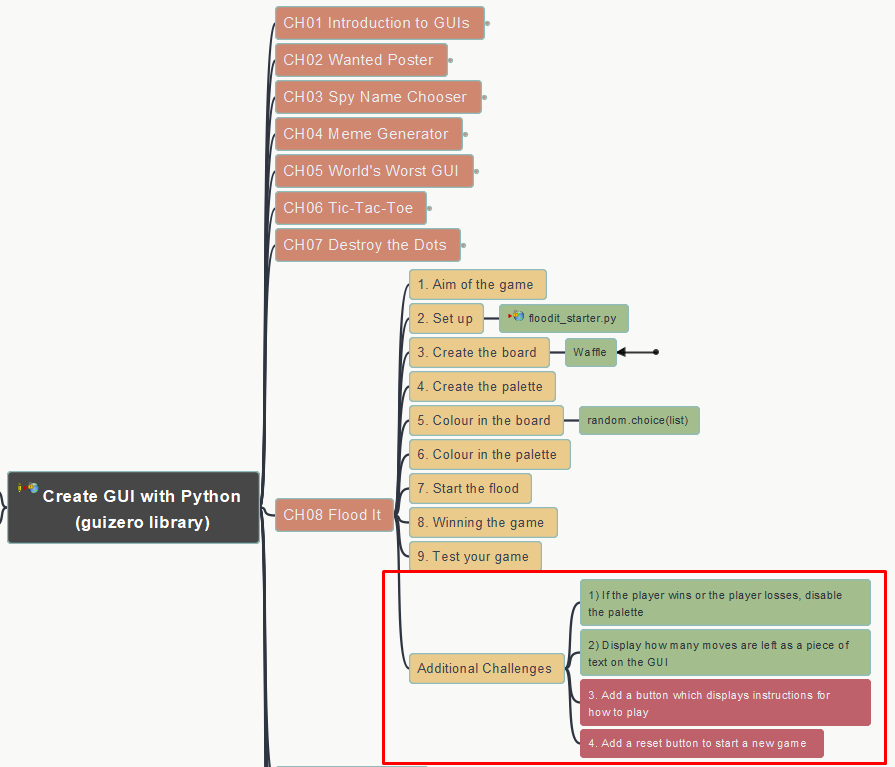 CH01 Introduction to GUIs
CH02 Wanted Poster
CH03 Spy Name Chooser
CH04 Meme Generator
CH05 World's Worst GUI
CH06 Tic-Tac-Toe
CH07 Destroy the Dots
Create GUI with Python
(guizero library)
CH08 Flood It
1. Aim of the game
2. Set up
floodit_starter.py
3. Create the board
Waffle
4. Create the palette
5. Colour in the board
random.choice(list)
6. Colour in the palette
7. Start the flood
8. Winning the game
9. Test your game
Additional Challenges
1) If the player wins or the player losses, disable
the palette
2) Display how many moves are left as a piece of
text on the GUI
3. Add a button which displays instructions for
how to play
4. Add a reset button to start a new game